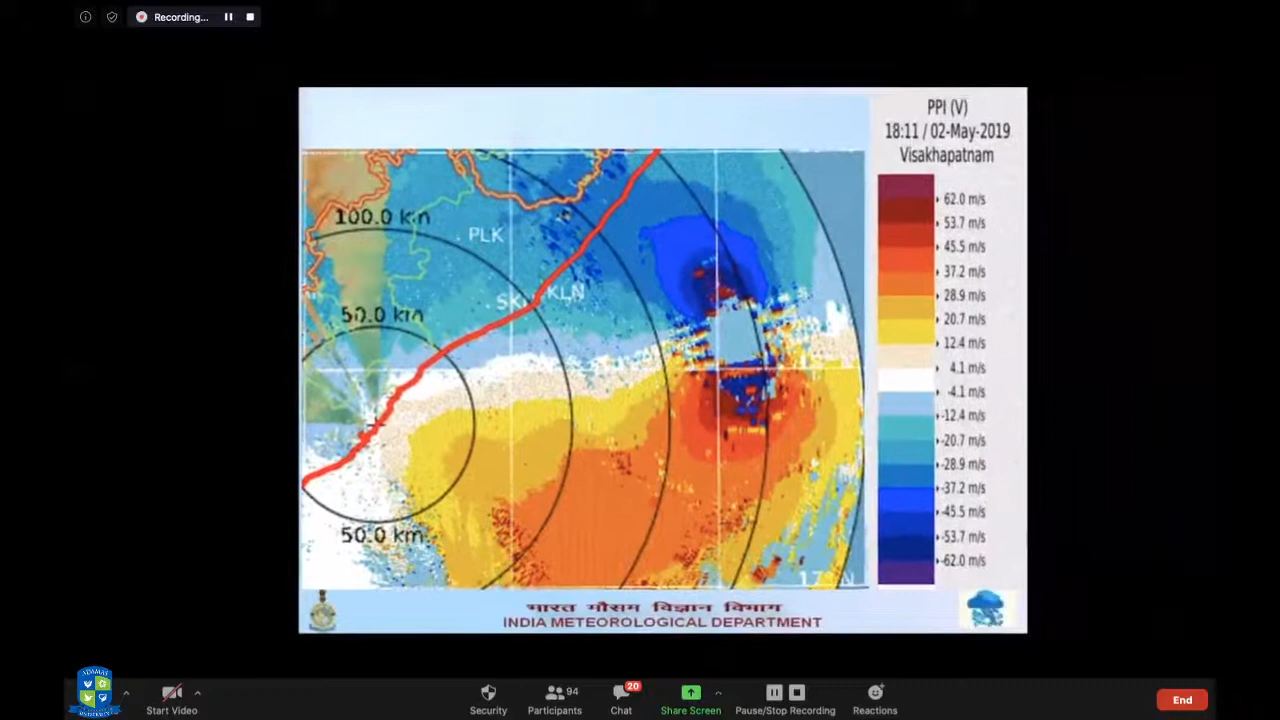 Recording...
PPI (V)
18:11 / 02-May-2019
Visakhapatnam
62.0 m/s
53.7 m/s
45.5 m/s
37.2 m/s
28.9 m/s
20.7 m/s
12.4 m/s
4.1 m/s
-4.1 m/s
-12.4 m/s
-20.7 m/s
-28.9 m/s
-37.2 m/s
-45.5 m/s
-53.7 m/s
-62.0 m/s
100.0 km
PLK
KLN
50.0 km
50.0 km
भारत मौसम विज्ञान विभाग
INDIA METEOROLOGICAL DEPARTMENT
ADAMAS
UNIVERSITY
Start Video
Security
94
Participants
20
Chat
Share Screen
Pause/Stop Recording
Reactions
End